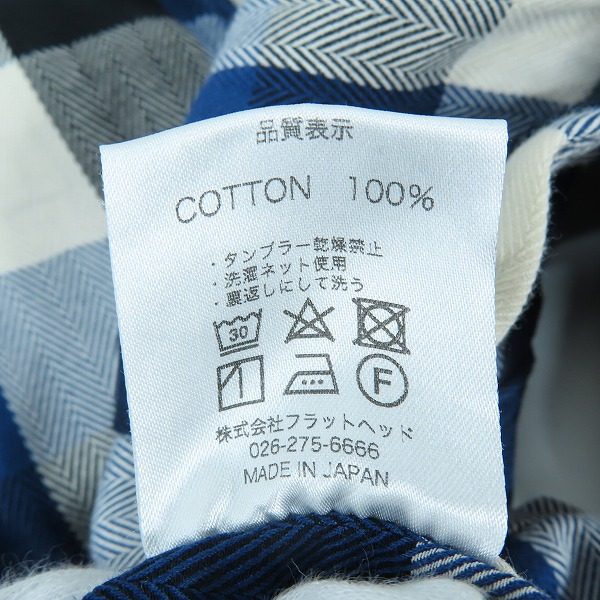 品質表示
COTTON 100%
・タンブラー乾燥禁止
・洗濯ネット使用
・裏返しにして洗う
30
F
株式会社フラットヘッド
026-275-6666
MADE IN JAPAN